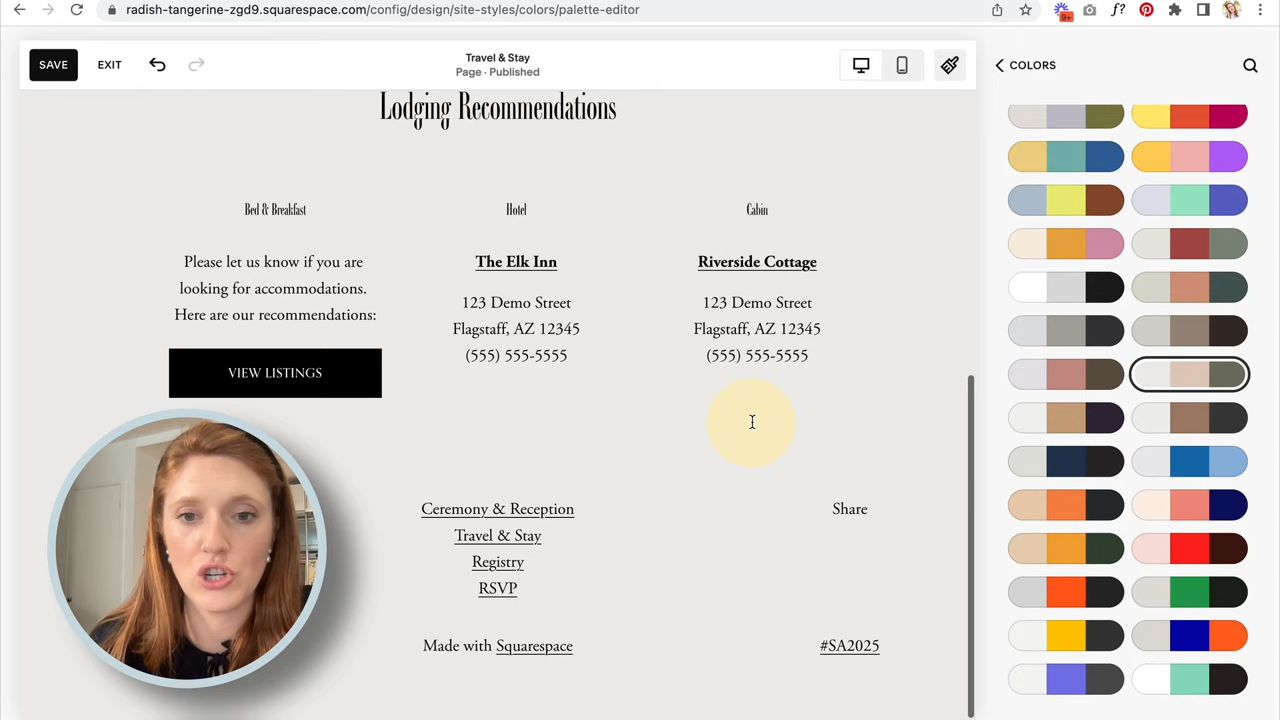 radish-tangerine-zgd9.squarespace.com/config/design/site-styles/colors/palette-editor
9+
f?
SAVE
EXIT
Travel & Stay
Page · Published
COLORS
Lodging Recommendations
Bed & Breakfast
Hotel
Cabin
Please let us know if you are
looking for accommodations.
Here are our recommendations:
VIEW LISTINGS
The Elk Inn
123 Demo Street
Flagstaff, AZ 12345
(555) 555-5555
Riverside Cottage
123 Demo Street
Flagstaff, AZ 12345
(555) 555-5555
Ceremony & Reception
Travel & Stay
Registry
RSVP
Share
Made with Squarespace
#SA2025